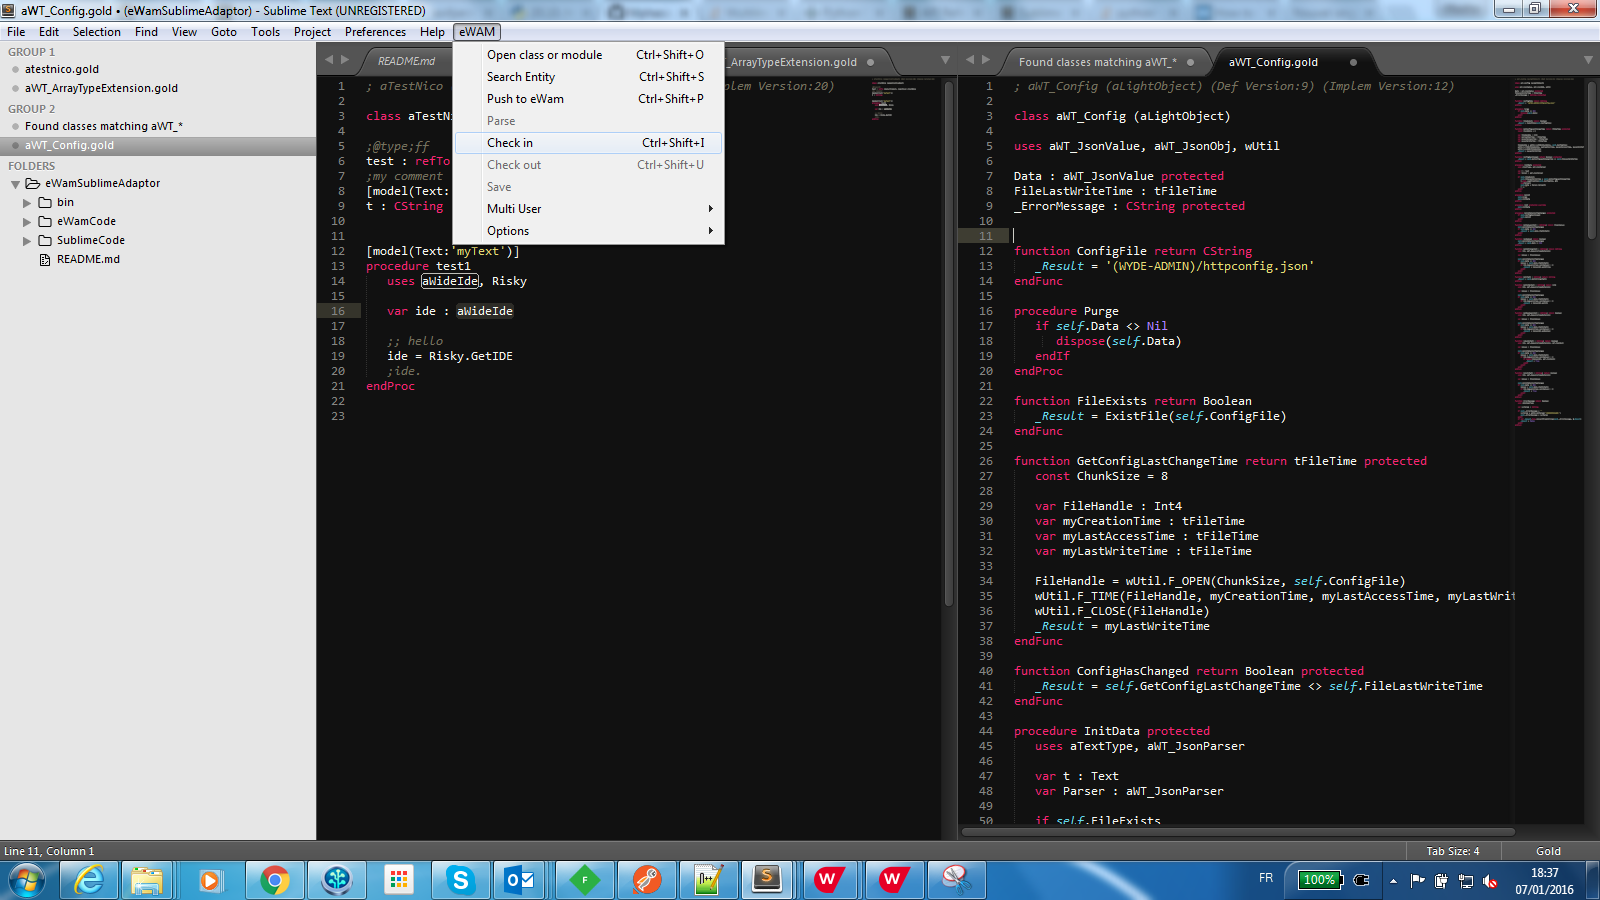 aWT_Config.gold • (eWamSublimeAdaptor) - Sublime Text (UNREGISTERED)
File Edit Selection Find View Goto Tools Project Preferences Help eWAM
GROUP 1
atestnico.gold
aWT_ArrayTypeExtension.gold
GROUP 2
Found classes matching aWT_*
aWT_Config.gold
FOLDERS
eWamSublimeAdaptor
bin
eWamCode
SublimeCode
README.md
Open class or module Ctrl+Shift+O
Search Entity Ctrl+Shift+S
Push to eWam Ctrl+Shift+P
Parse
Check in Ctrl+Shift+I
Check out Ctrl+Shift+U
Save
Multi User
Options
README.md
_ArrayTypeExtension.gold
1 ; aTestNico
plem Version:20)
2
3 class aTestNi
4
5 ;@type;ff
6 test : refTo
7 ;my comment
8 [model(Text:
9 t : CString
10
11
12 [model(Text:'myText')]
13 procedure test1
14 uses aWideIde, Risky
15
16 var ide : aWideIde
17
18 ;; hello
19 ide = Risky.GetIDE
20 ;ide.
21 endProc
22
23
Found classes matching aWT_*
aWT_Config.gold
1 ; aWT_Config (aLightObject) (Def Version:9) (Implem Version:12)
2
3 class aWT_Config (aLightObject)
4
5 uses aWT_JsonValue, aWT_JsonObj, wUtil
6
7 Data : aWT_JsonValue protected
8 FileLastWriteTime : tFileTime
9 _ErrorMessage : CString protected
10
11
12 function ConfigFile return CString
13 _Result = '(WYDE-ADMIN)/httpconfig.json'
14 endFunc
15
16 procedure Purge
17 if self.Data <> Nil
18 dispose(self.Data)
19 endIf
20 endProc
21
22 function FileExists return Boolean
23 _Result = ExistFile(self.ConfigFile)
24 endFunc
25
26 function GetConfigLastChangeTime return tFileTime protected
27 const ChunkSize = 8
28
29 var FileHandle : Int4
30 var myCreationTime : tFileTime
31 var myLastAccessTime : tFileTime
32 var myLastWriteTime : tFileTime
33
34 FileHandle = wUtil.F_OPEN(ChunkSize, self.ConfigFile)
35 wUtil.F_TIME(FileHandle, myCreationTime, myLastAccessTime, myLastWrit
36 wUtil.F_CLOSE(FileHandle)
37 _Result = myLastWriteTime
38 endFunc
39
40 function ConfigHasChanged return Boolean protected
41 _Result = self.GetConfigLastChangeTime <> self.FileLastWriteTime
42 endFunc
43
44 procedure InitData protected
45 uses aTextType, aWT_JsonParser
46
47 var t : Text
48 var Parser : aWT_JsonParser
49
50 if self.FileExists
Line 11, Column 1
Tab Size: 4
Gold
FR
100%
18:37
07/01/2016